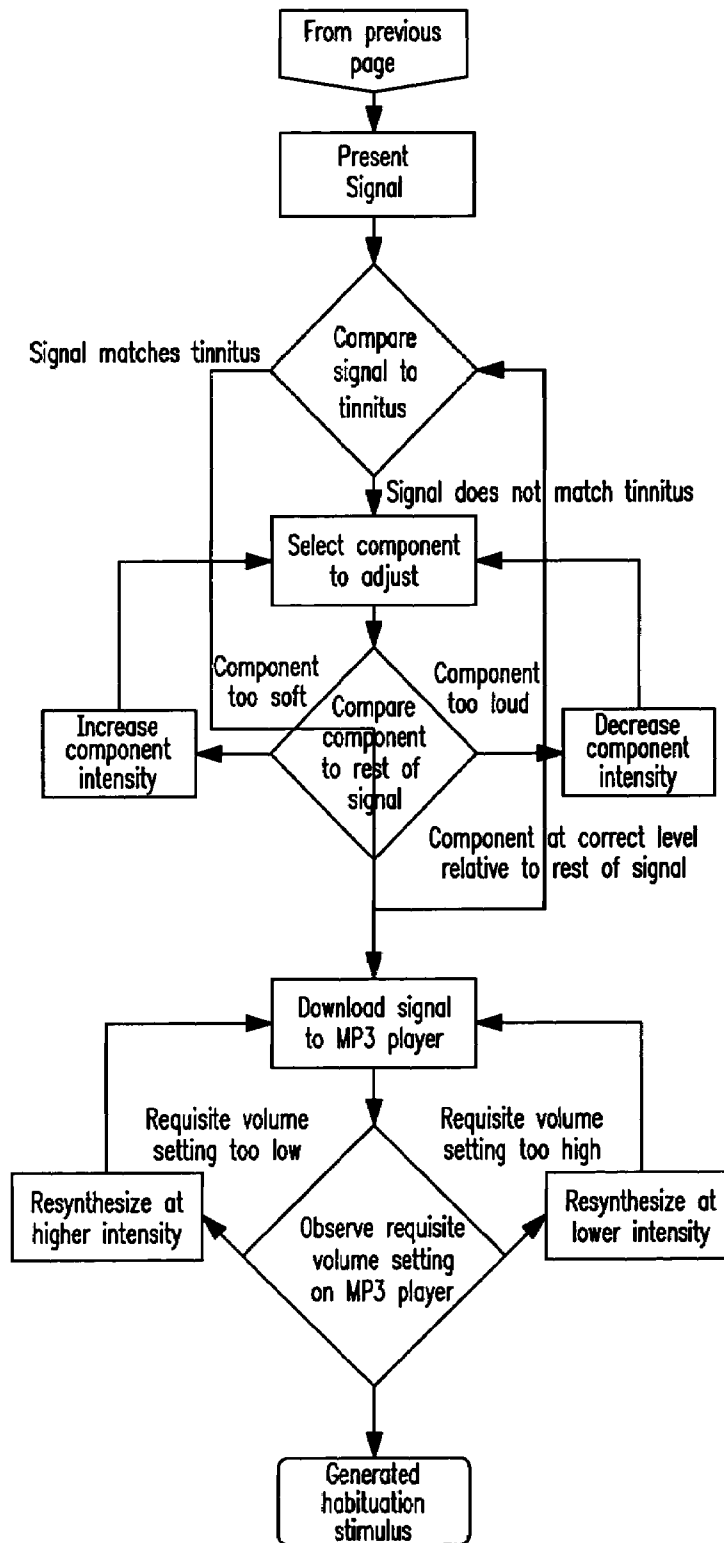 From previous
page
Present
Signal
Compare
signal to
tinnitus
Signal matches tinnitus
Signal does not match tinnitus
Select component
to adjust
Component
too soft
Component
too loud
Compare
component
to rest of
signal
Increase
component
intensity
Decrease
component
intensity
Component at correct level
relative to rest of signal
Download signal
to MP3 player
Requisite volume
setting too low
Requisite volume
setting too high
Resynthesize at
higher intensity
Resynthesize at
lower intensity
Observe requisite
volume setting
on MP3 player
Generated
habituation
stimulus